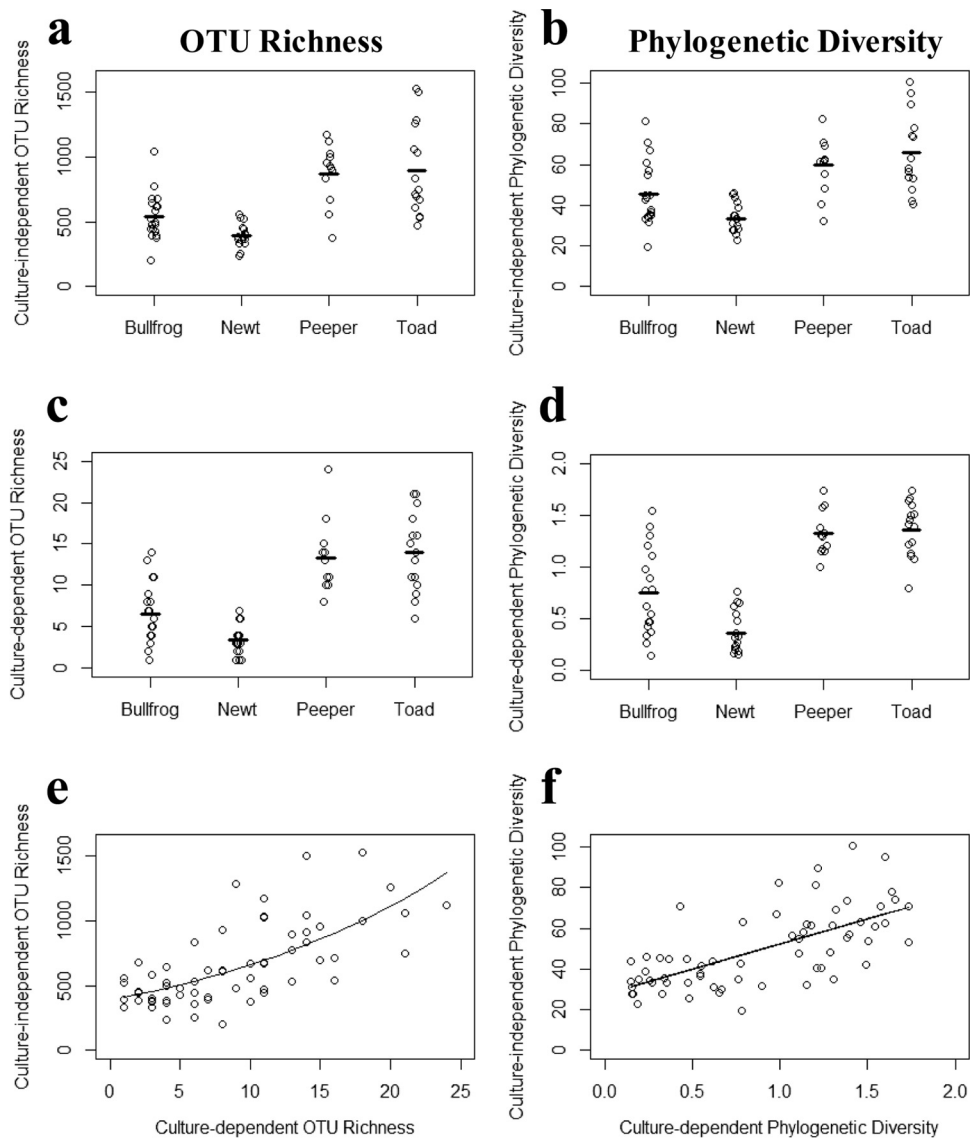 a
OTU Richness
Culture-independent OTU Richness
1500
1000
500
0
Bullfrog Newt Peeper Toad
b
Phylogenetic Diversity
Culture-independent Phylogenetic Diversity
100
80
60
40
20
0
Bullfrog Newt Peeper Toad
c
Culture-dependent OTU Richness
25
20
15
10
5
0
Bullfrog Newt Peeper Toad
d
Culture-dependent Phylogenetic Diversity
2.0
1.5
1.0
0.5
0.0
Bullfrog Newt Peeper Toad
e
Culture-independent OTU Richness
1500
1000
500
0
0 5 10 15 20 25
Culture-dependent OTU Richness
f
Culture-independent Phylogenetic Diversity
100
80
60
40
20
0
0.0 0.5 1.0 1.5 2.0
Culture-dependent Phylogenetic Diversity